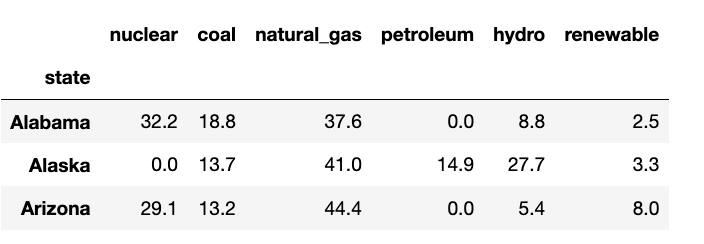 nuclear coal natural_gas petroleum hydro renewable
state
Alabama 32.2 18.8 37.6 0.0 8.8 2.5
Alaska 0.0 13.7 41.0 14.9 27.7 3.3
Arizona 29.1 13.2 44.4 0.0 5.4 8.0